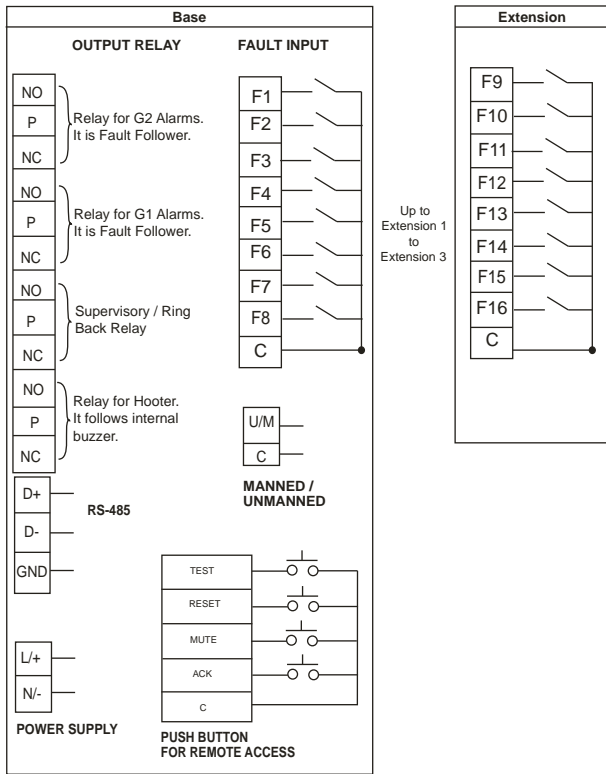 Base
OUTPUT RELAY
FAULT INPUT
NO
P
NC
Relay for G2 Alarms.
It is Fault Follower.
NO
P
NC
Relay for G1 Alarms.
It is Fault Follower.
NO
P
NC
Supervisory / Ring
Back Relay
NO
P
NC
Relay for Hooter.
It follows internal
buzzer.
D+
D-
GND
RS-485
L/+
N/-
POWER SUPPLY
F1
F2
F3
F4
F5
F6
F7
F8
C
U/M
C
MANNED /
UNMANNED
TEST
RESET
MUTE
ACK
C
PUSH BUTTON
FOR REMOTE ACCESS
Up to
Extension 1
to
Extension 3
Extension
F9
F10
F11
F12
F13
F14
F15
F16
C